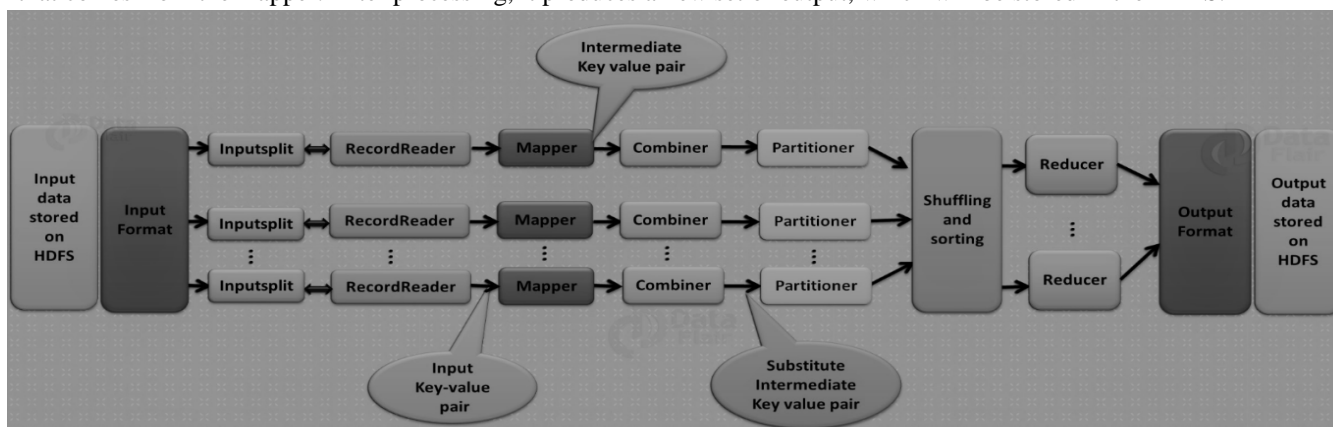 Intermediate
Key value pair
Inputsplit
RecordReader
Mapper
Combiner
Partitioner
Reducer
Input
data
stored
on
HDFS
Input
Format
Inputsplit
RecordReader
Mapper
Combiner
Partitioner
Shuffling
and
sorting
Output
Format
Output
data
stored
on
HDFS
Inputsplit
RecordReader
Mapper
Combiner
Partitioner
Reducer
Data
Flair
Input
Key-value
pair
Substitute
Intermediate
Key value pair